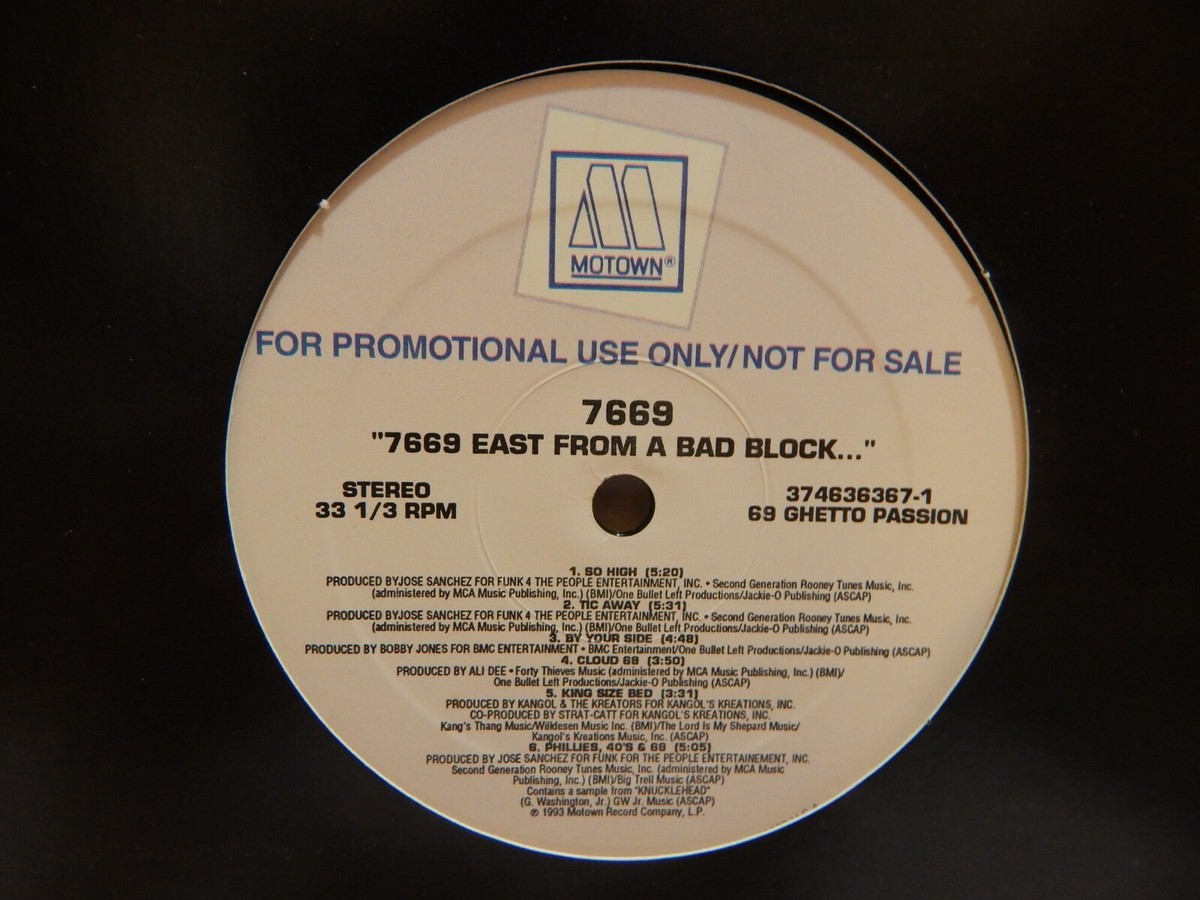 MOTOWN®
FOR PROMOTIONAL USE ONLY/NOT FOR SALE
7669
"7669 EAST FROM A BAD BLOCK..."
STEREO
33 1/3 RPM
374636367-1
69 GHETTO PASSION
1. SO HIGH (5:20)
PRODUCED BYJOSE SANCHEZ FOR FUNK 4 THE PEOPLE ENTERTAINMENT, INC. • Second Generation Rooney Tunes Music, Inc.
(administered by MCA Music Publishing, Inc.) (BMI)/One Bullet Left Productions/Jackie-O Publishing (ASCAP)
2. TIC AWAY (5:31)
PRODUCED BYJOSE SANCHEZ FOR FUNK 4 THE PEOPLE ENTERTAINMENT, INC. • Second Generation Rooney Tunes Music, Inc.
(administered by MCA Music Publishing, Inc.) (BMI)/One Bullet Left Productions/Jackie-O Publishing (ASCAP)
3. BY YOUR SIDE (4:48)
PRODUCED BY BOBBY JONES FOR BMC ENTERTAINMENT • BMC Entertainment/One Bullet Left Productions/Jackie-O Publishing (ASCAP)
4. CLOUD 69 (3:50)
PRODUCED BY ALI DEE • Forty Thieves Music (administered by MCA Music Publishing, Inc.) (BMI)/
One Bullet Left Productions/Jackie-O Publishing (ASCAP)
5. KING SIZE BED (3:31)
PRODUCED BY KANGOL & THE KREATORS FOR KANGOL'S KREATIONS, INC.
CO-PRODUCED BY STRAT-CATT FOR KANGOL'S KREATIONS, INC.
Kang's Thang Music/Wildesen Music Inc. (BMI)/The Lord Is My Shepard Music/
Kangol's Kreations Music, Inc. (ASCAP)
6. PHILLIES, 40'S & 69 (5:05)
PRODUCED BY JOSE SANCHEZ FOR FUNK FOR THE PEOPLE ENTERTAINEMENT, INC.
Second Generation Rooney Tunes Music, Inc. (administered by MCA Music
Publishing, Inc.) (BMI)/Big Trell Music (ASCAP)
Contains a sample from "KNUCKLEHEAD"
(G. Washington, Jr.) GW Jr. Music (ASCAP)
℗ 1993 Motown Record Company, L.P.